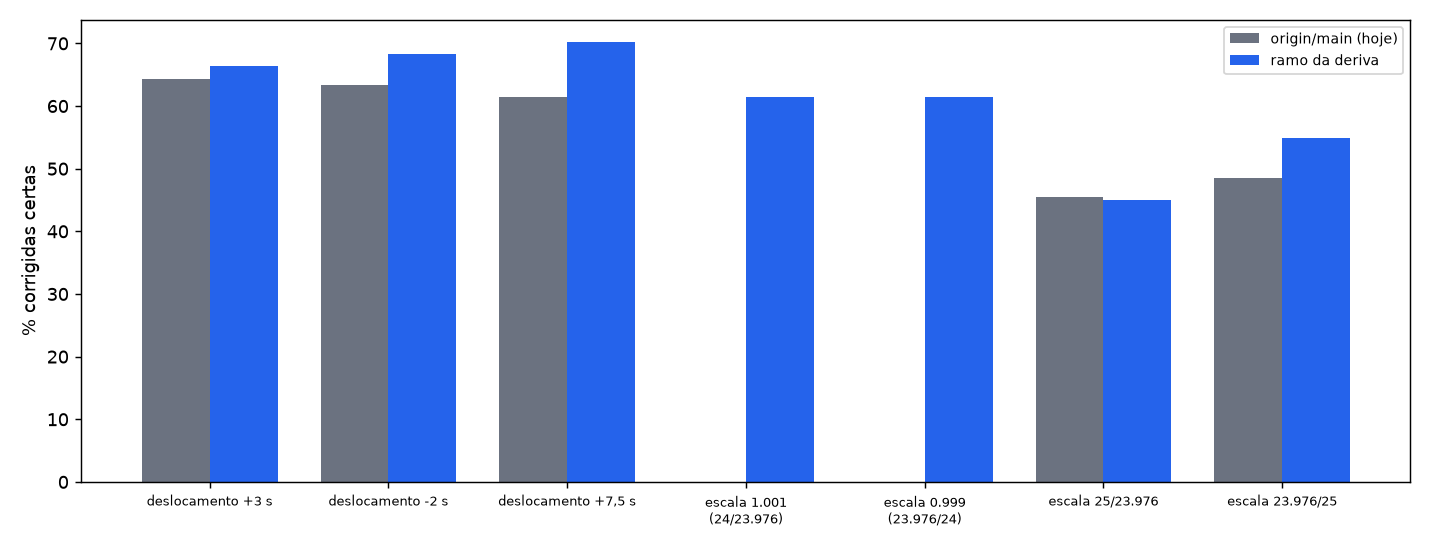 origin/main (hoje)
ramo da deriva
% corrigidas certas
70
60
50
40
30
20
10
0
deslocamento +3 s
deslocamento -2 s
deslocamento +7,5 s
escala 1.001
(24/23.976)
escala 0.999
(23.976/24)
escala 25/23.976
escala 23.976/25